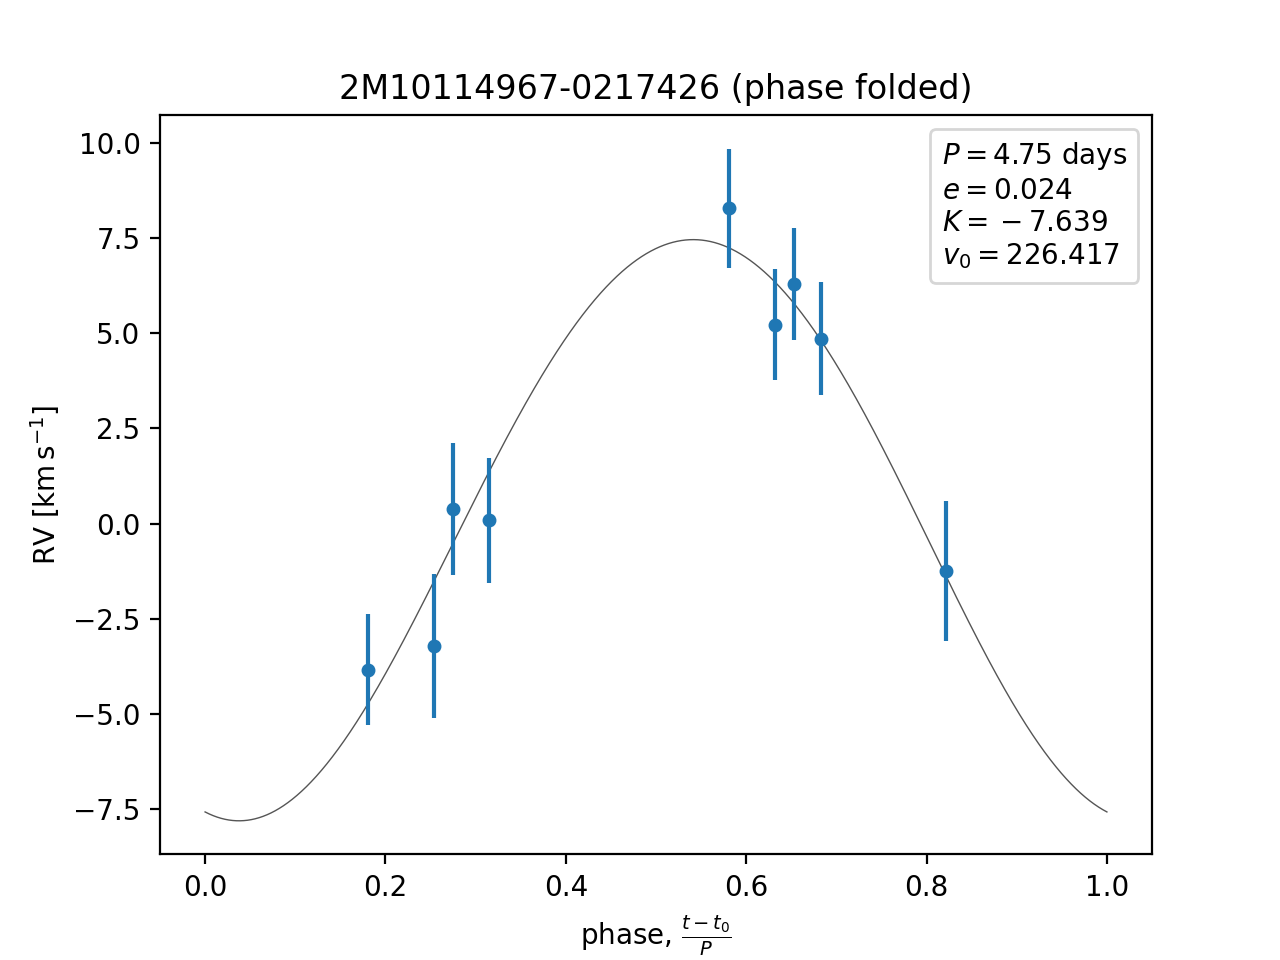 2M10114967-0217426 (phase folded)
P = 4.75 days
e = 0.024
K = −7.639
v₀ = 226.417
RV [km s⁻¹]
10.0
7.5
5.0
2.5
0.0
−2.5
−5.0
−7.5
0.0 0.2 0.4 0.6 0.8 1.0
phase, (t − t₀)/P